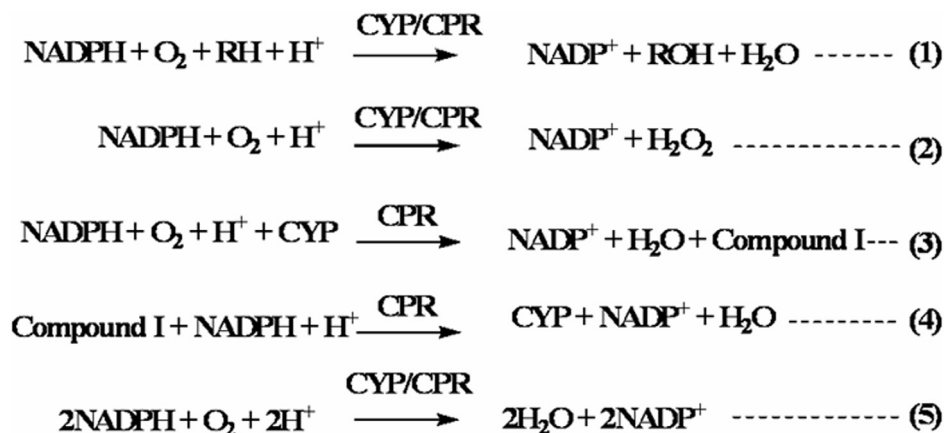 CYP/CPR
NADPH + O₂ + RH + H⁺ ⟶ NADP⁺ + ROH + H₂O ------ (1)
CYP/CPR
NADPH + O₂ + H⁺ ⟶ NADP⁺ + H₂O₂ ------------- (2)
CPR
NADPH + O₂ + H⁺ + CYP ⟶ NADP⁺ + H₂O + Compound I--- (3)
CPR
Compound I + NADPH + H⁺ ⟶ CYP + NADP⁺ + H₂O --------- (4)
CYP/CPR
2NADPH + O₂ + 2H⁺ ⟶ 2H₂O + 2NADP⁺ ------------- (5)